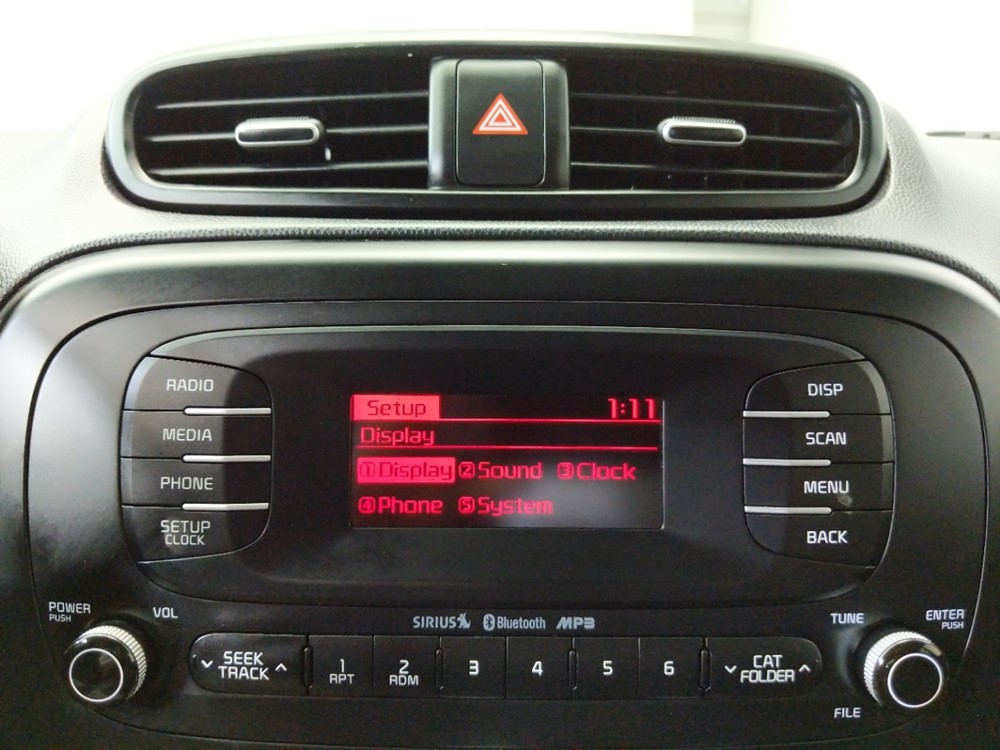 RADIO
MEDIA
PHONE
SETUP
CLOCK
Setup 1:11
Display
①Display ②Sound ③Clock
④Phone ⑤System
DISP
SCAN
MENU
BACK
POWER
PUSH
VOL
SIRIUS Bluetooth MP3
TUNE
ENTER
PUSH
SEEK
TRACK
1
RPT
2
RDM
3
4
5
6
CAT
FOLDER
FILE